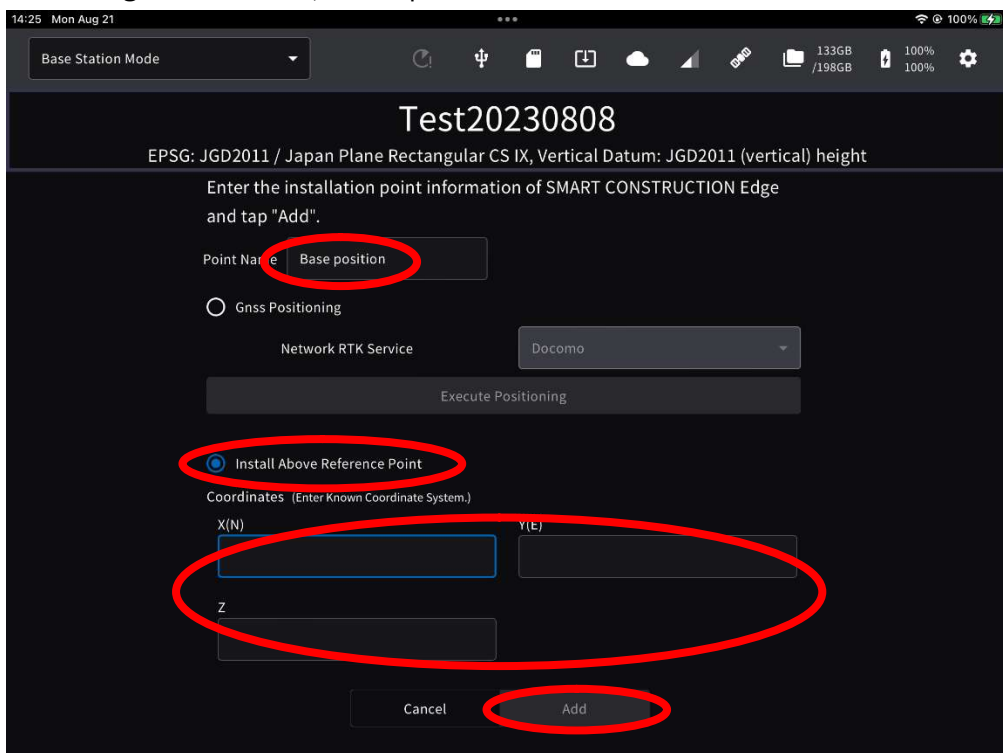 14:25 Mon Aug 21
100%
Base Station Mode
133GB
/198GB
100%
100%
Test20230808
EPSG: JGD2011 / Japan Plane Rectangular CS IX, Vertical Datum: JGD2011 (vertical) height
Enter the installation point information of SMART CONSTRUCTION Edge
and tap "Add".
Point Name Base position
Gnss Positioning
Network RTK Service Docomo
Execute Positioning
Install Above Reference Point
Coordinates (Enter Known Coordinate System.)
X(N) Y(E)
Z
Cancel Add